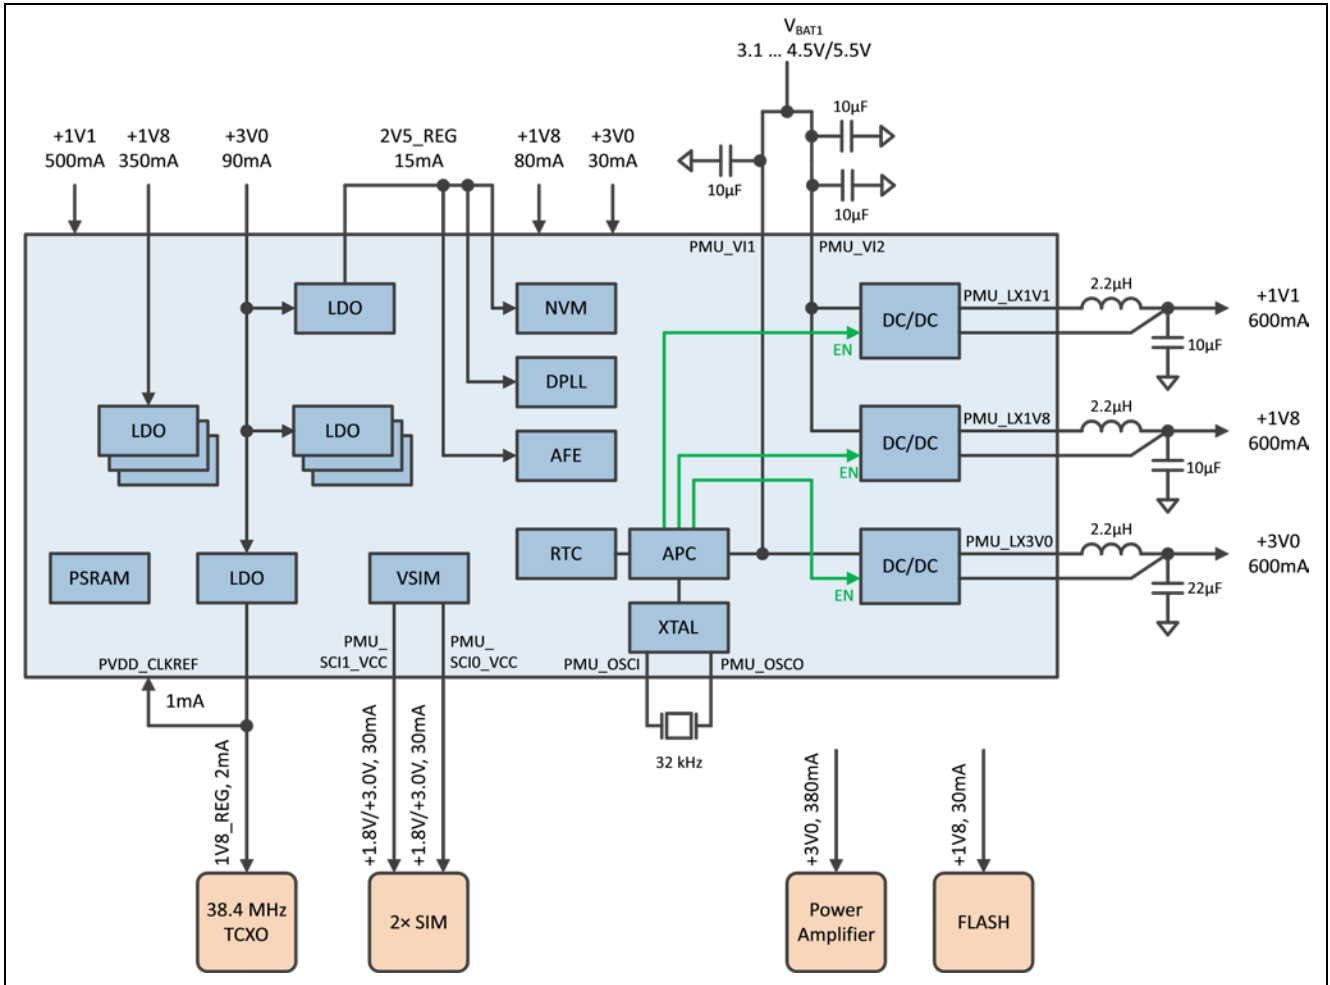 V_BAT1
3.1 ... 4.5V/5.5V
10µF
10µF
10µF
+1V1
500mA
+1V8
350mA
+3V0
90mA
2V5_REG
15mA
+1V8
80mA
+3V0
30mA
PMU_VI1
PMU_VI2
LDO
NVM
DPLL
AFE
LDO
LDO
DC/DC
EN
PMU_LX1V1
2.2µH
10µF
+1V1
600mA
DC/DC
EN
PMU_LX1V8
2.2µH
10µF
+1V8
600mA
DC/DC
EN
PMU_LX3V0
2.2µH
22µF
+3V0
600mA
PSRAM
LDO
VSIM
RTC
APC
XTAL
PVDD_CLKREF
PMU_
SCI1_VCC
PMU_
SCI0_VCC
PMU_OSCI
PMU_OSCO
1mA
32 kHz
1V8_REG, 2mA
+1.8V/+3.0V, 30mA
+1.8V/+3.0V, 30mA
+3V0, 380mA
+1V8, 30mA
38.4 MHz
TCXO
2× SIM
Power
Amplifier
FLASH